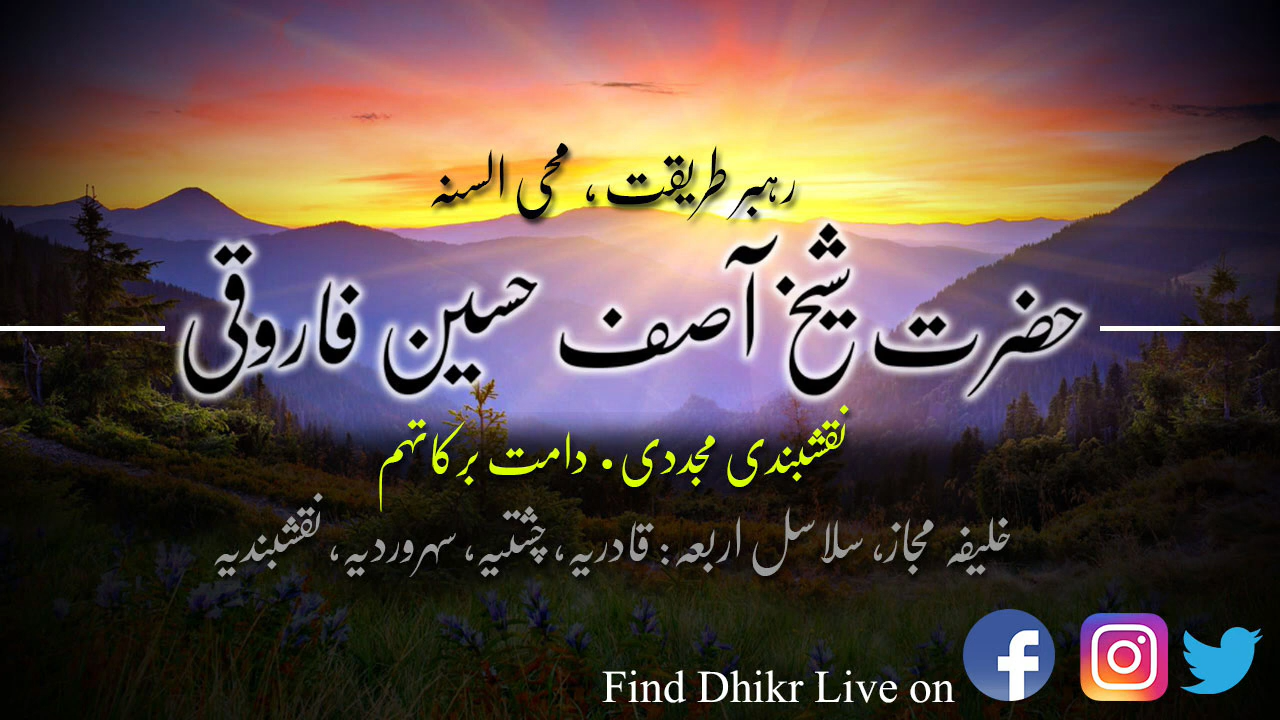 رہبر طریقت، محی السنہ
حضرت شیخ آصف حسین فاروقی
نقشبندی مجددی. دامت برکاتہم
خلیفہ مجاز، سلاسل اربعہ: قادریہ، چشتیہ، سہروردیہ، نقشبندیہ
Find Dhikr Live on